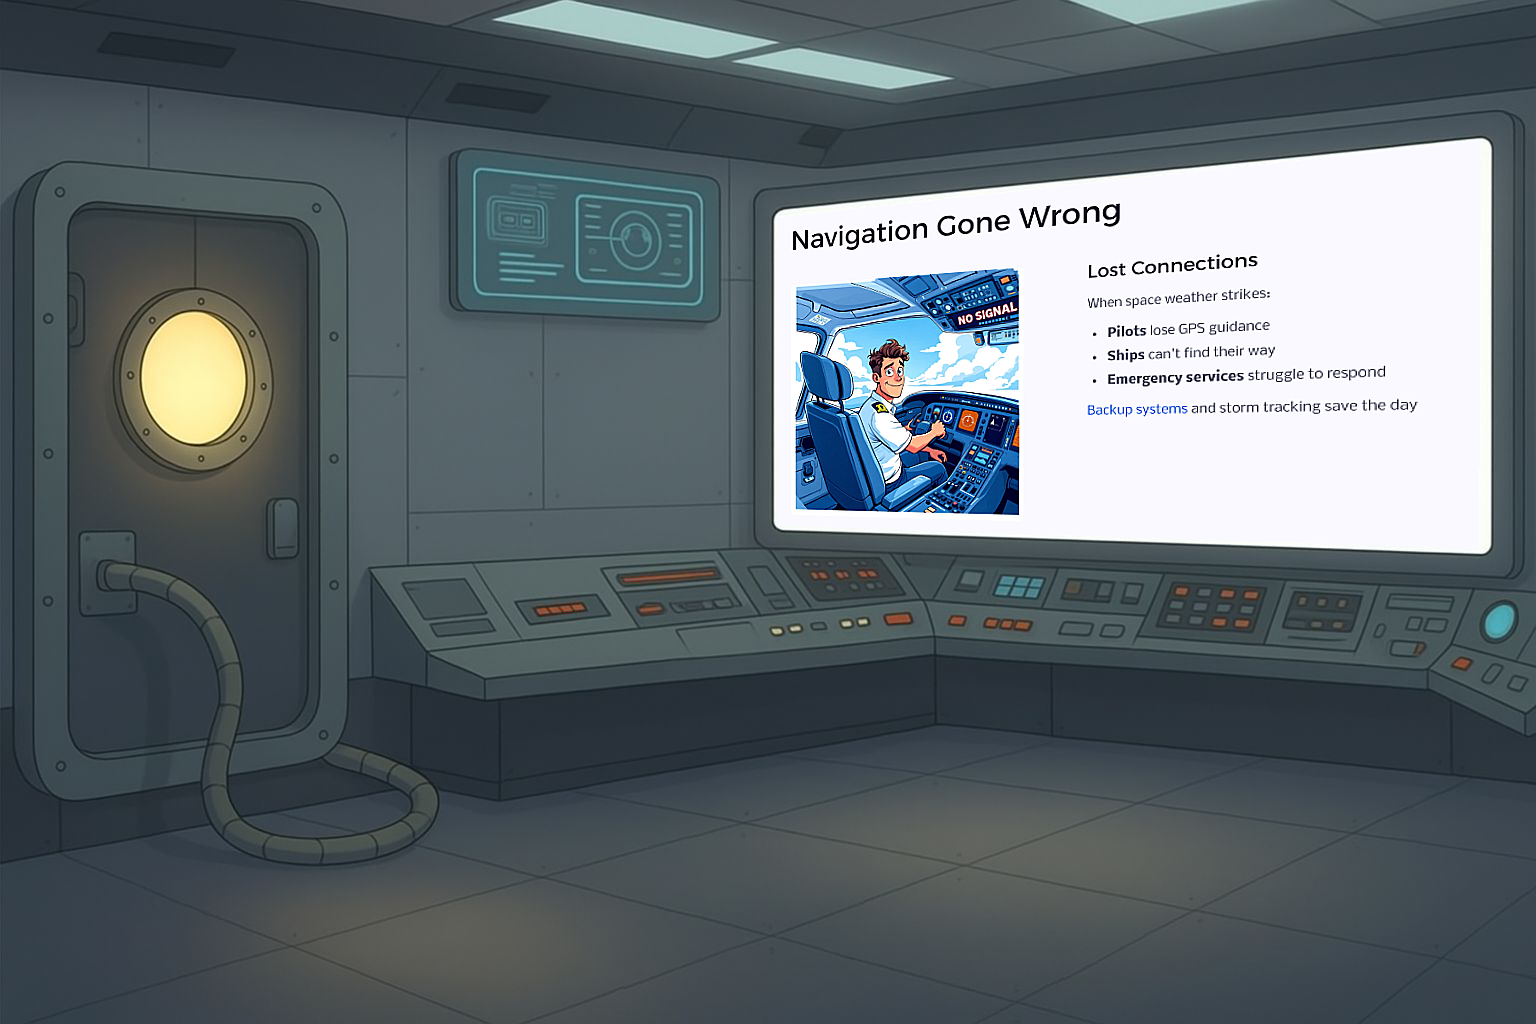 Navigation Gone Wrong
NO SIGNAL
Lost Connections
When space weather strikes:
• Pilots lose GPS guidance
• Ships can't find their way
• Emergency services struggle to respond
Backup systems and storm tracking save the day